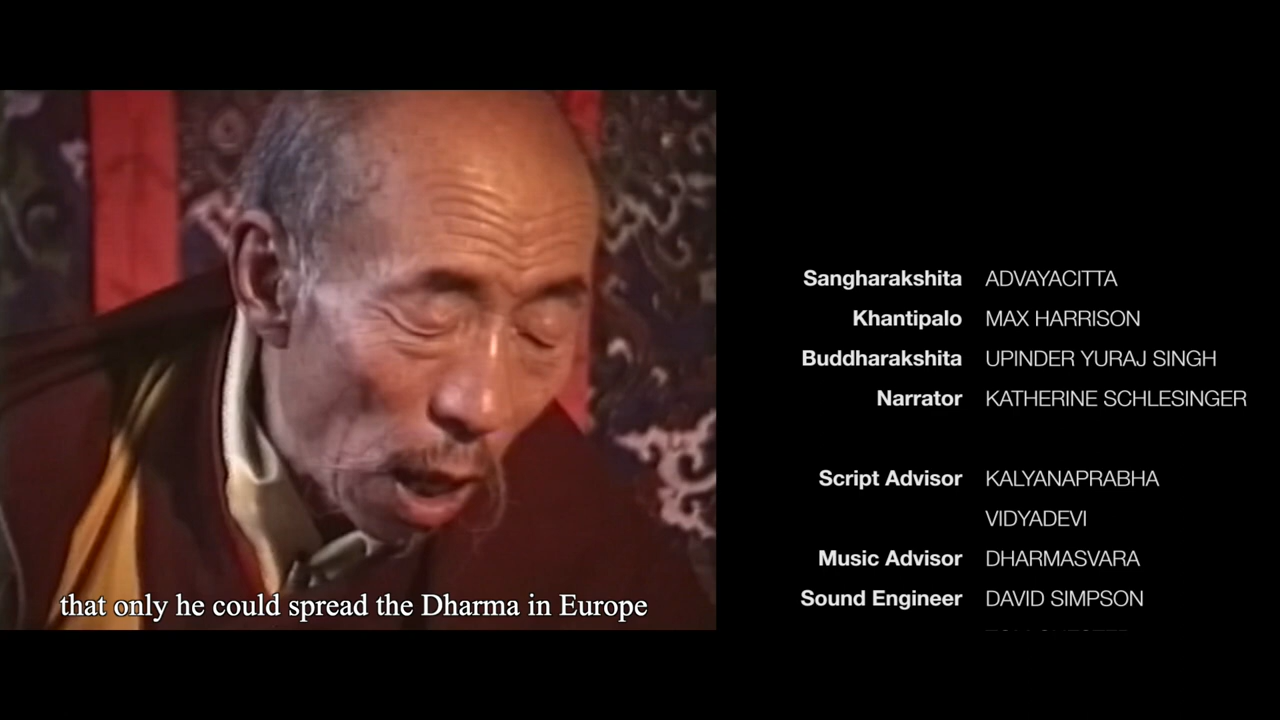 that only he could spread the Dharma in Europe
Sangharakshita ADVAYACITTA
Khantipalo MAX HARRISON
Buddharakshita UPINDER YURAJ SINGH
Narrator KATHERINE SCHLESINGER
Script Advisor KALYANAPRABHA
VIDYADEVI
Music Advisor DHARMASVARA
Sound Engineer DAVID SIMPSON